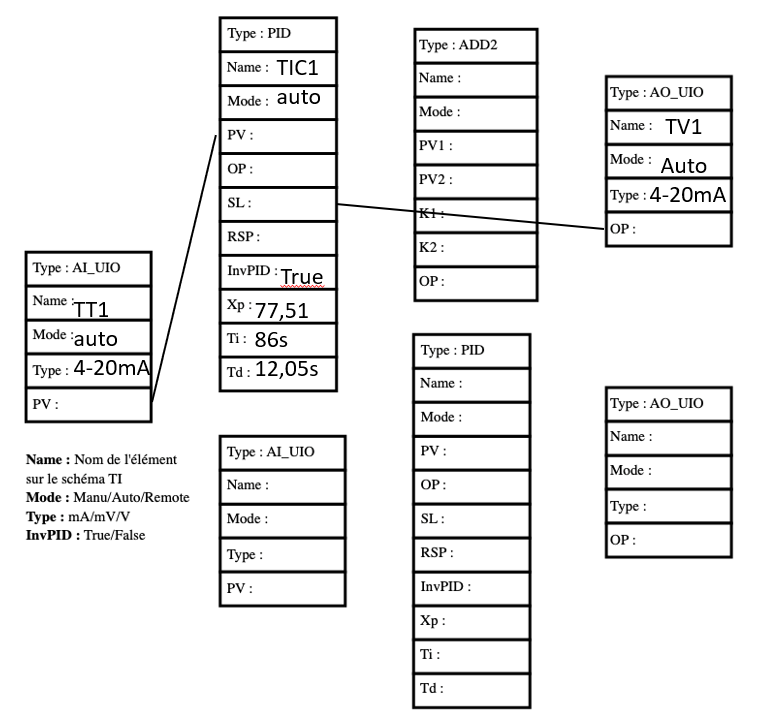 Type : PID
Name : TIC1
Mode : auto
PV :
OP :
SL :
RSP :
InvPID : True
Xp : 77,51
Ti : 86s
Td : 12,05s
Type : ADD2
Name :
Mode :
PV1 :
PV2 :
K1 :
K2 :
OP :
Type : AO_UIO
Name : TV1
Mode : Auto
Type : 4-20mA
OP :
Type : AI_UIO
Name : TT1
Mode : auto
Type : 4-20mA
PV :
Name : Nom de l'élément
sur le schéma TI
Mode : Manu/Auto/Remote
Type : mA/mV/V
InvPID : True/False
Type : AI_UIO
Name :
Mode :
Type :
PV :
Type : PID
Name :
Mode :
PV :
OP :
SL :
RSP :
InvPID :
Xp :
Ti :
Td :
Type : AO_UIO
Name :
Mode :
Type :
OP :